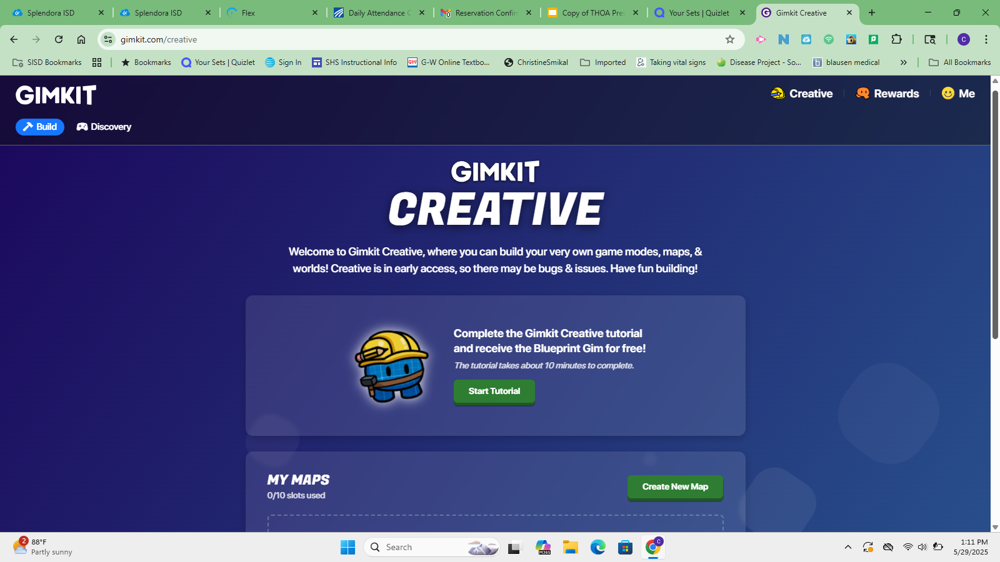 Splendora ISD
Splendora ISD
Flex
Daily Attendance
Reservation Confir
Copy of THOA Pres
Your Sets | Quizlet
Gimkit Creative
gimkit.com/creative
C
SISD Bookmarks
Bookmarks
Your Sets | Quizlet
Sign In
SHS Instructional Info
G-W Online Textbo...
ChristineSmikal
Imported
Taking vital signs
Disease Project - So...
blausen medical
All Bookmarks
GIMKIT
Creative
Rewards
Me
Build
Discovery
GIMKIT
CREATIVE
Welcome to Gimkit Creative, where you can build your very own game modes, maps, &
worlds! Creative is in early access, so there may be bugs & issues. Have fun building!
Complete the Gimkit Creative tutorial
and receive the Blueprint Gim for free!
The tutorial takes about 10 minutes to complete.
Start Tutorial
MY MAPS
0/10 slots used
Create New Map
2
88°F
Partly sunny
Search
M365
C
1:11 PM
5/29/2025